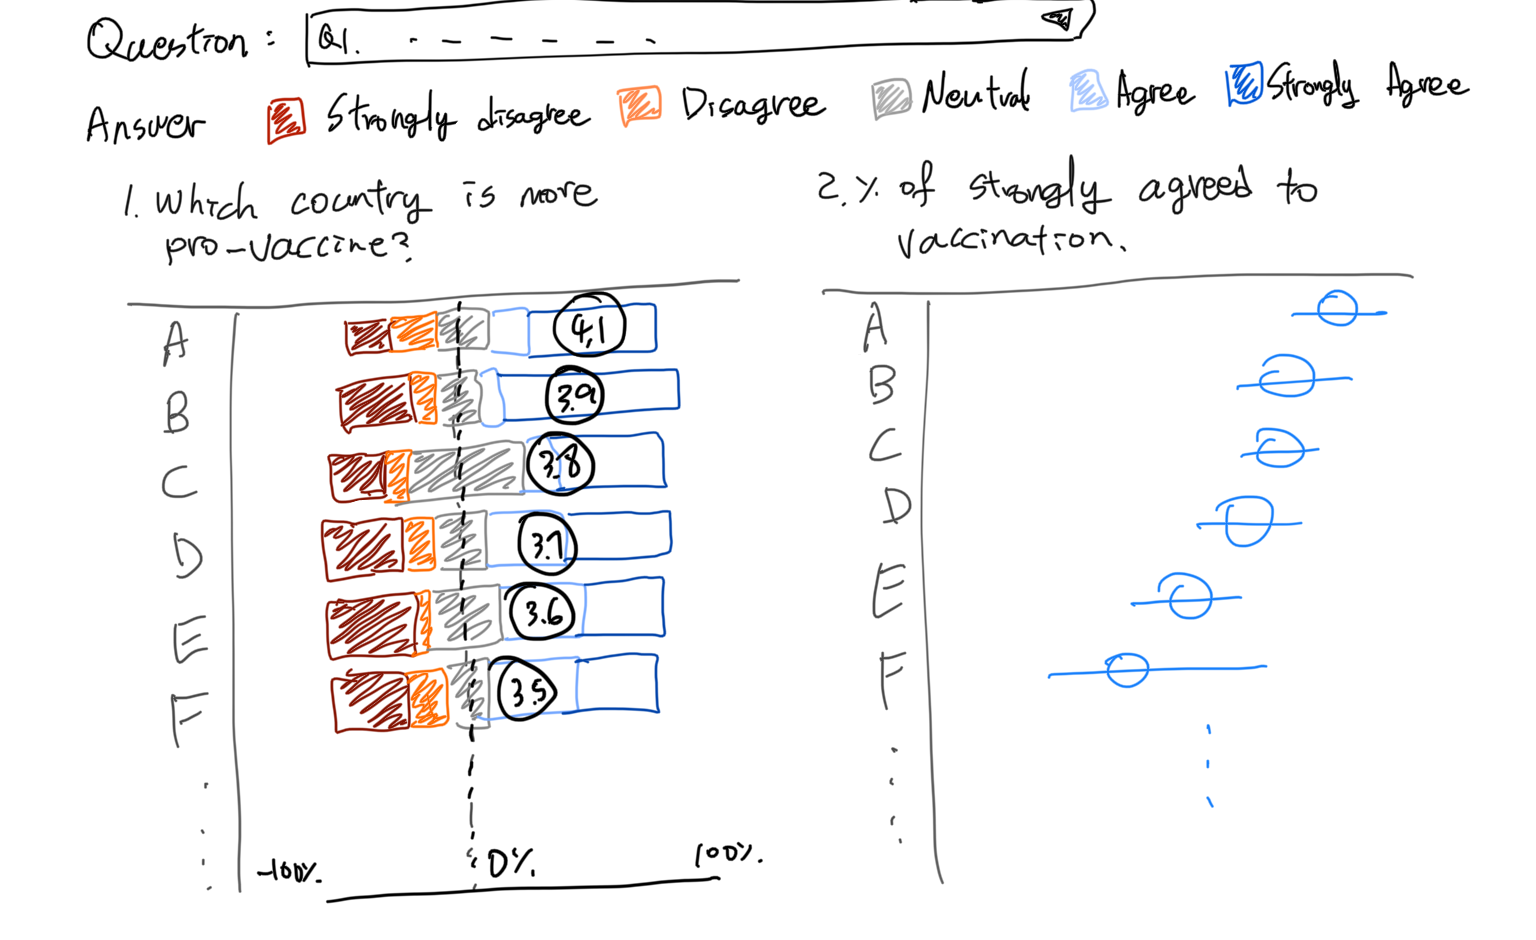 Question: Q1. - - - - - -
Answer Strongly disagree Disagree Neutral Agree Strongly Agree
1. Which country is more
pro-vaccine?
2. % of strongly agreed to
vaccination.
A 4.1
B 3.9
C 3.8
D 3.7
E 3.6
F 3.5
-100% 0% 100%
A
B
C
D
E
F